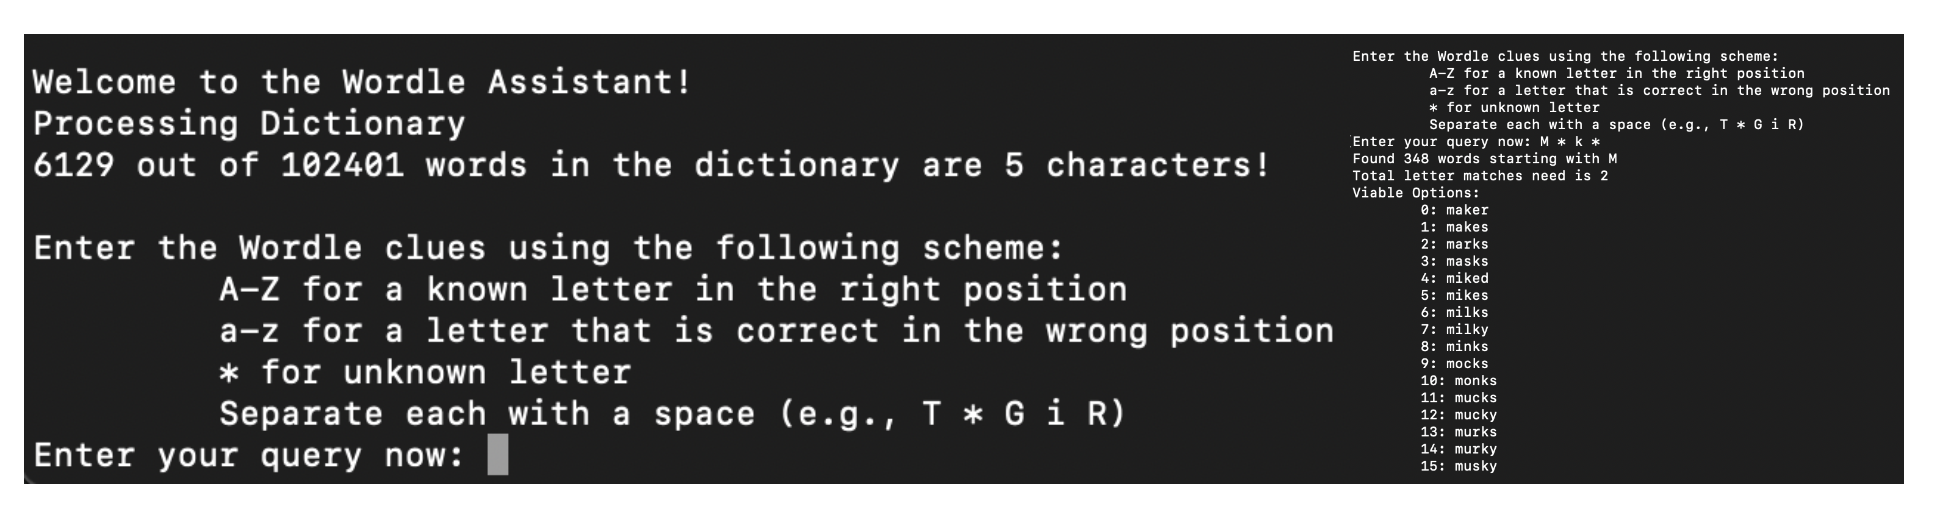 Welcome to the Wordle Assistant!
Processing Dictionary
6129 out of 102401 words in the dictionary are 5 characters!
Enter the Wordle clues using the following scheme:
A-Z for a known letter in the right position
a-z for a letter that is correct in the wrong position
* for unknown letter
Separate each with a space (e.g., T * G i R)
Enter your query now:
Enter the Wordle clues using the following scheme:
A-Z for a known letter in the right position
a-z for a letter that is correct in the wrong position
* for unknown letter
Separate each with a space (e.g., T * G i R)
Enter your query now: M * k *
Found 348 words starting with M
Total letter matches need is 2
Viable Options:
0: maker
1: makes
2: marks
3: masks
4: miked
5: mikes
6: milks
7: milky
8: minks
9: mocks
10: monks
11: mucks
12: mucky
13: murks
14: murky
15: musky